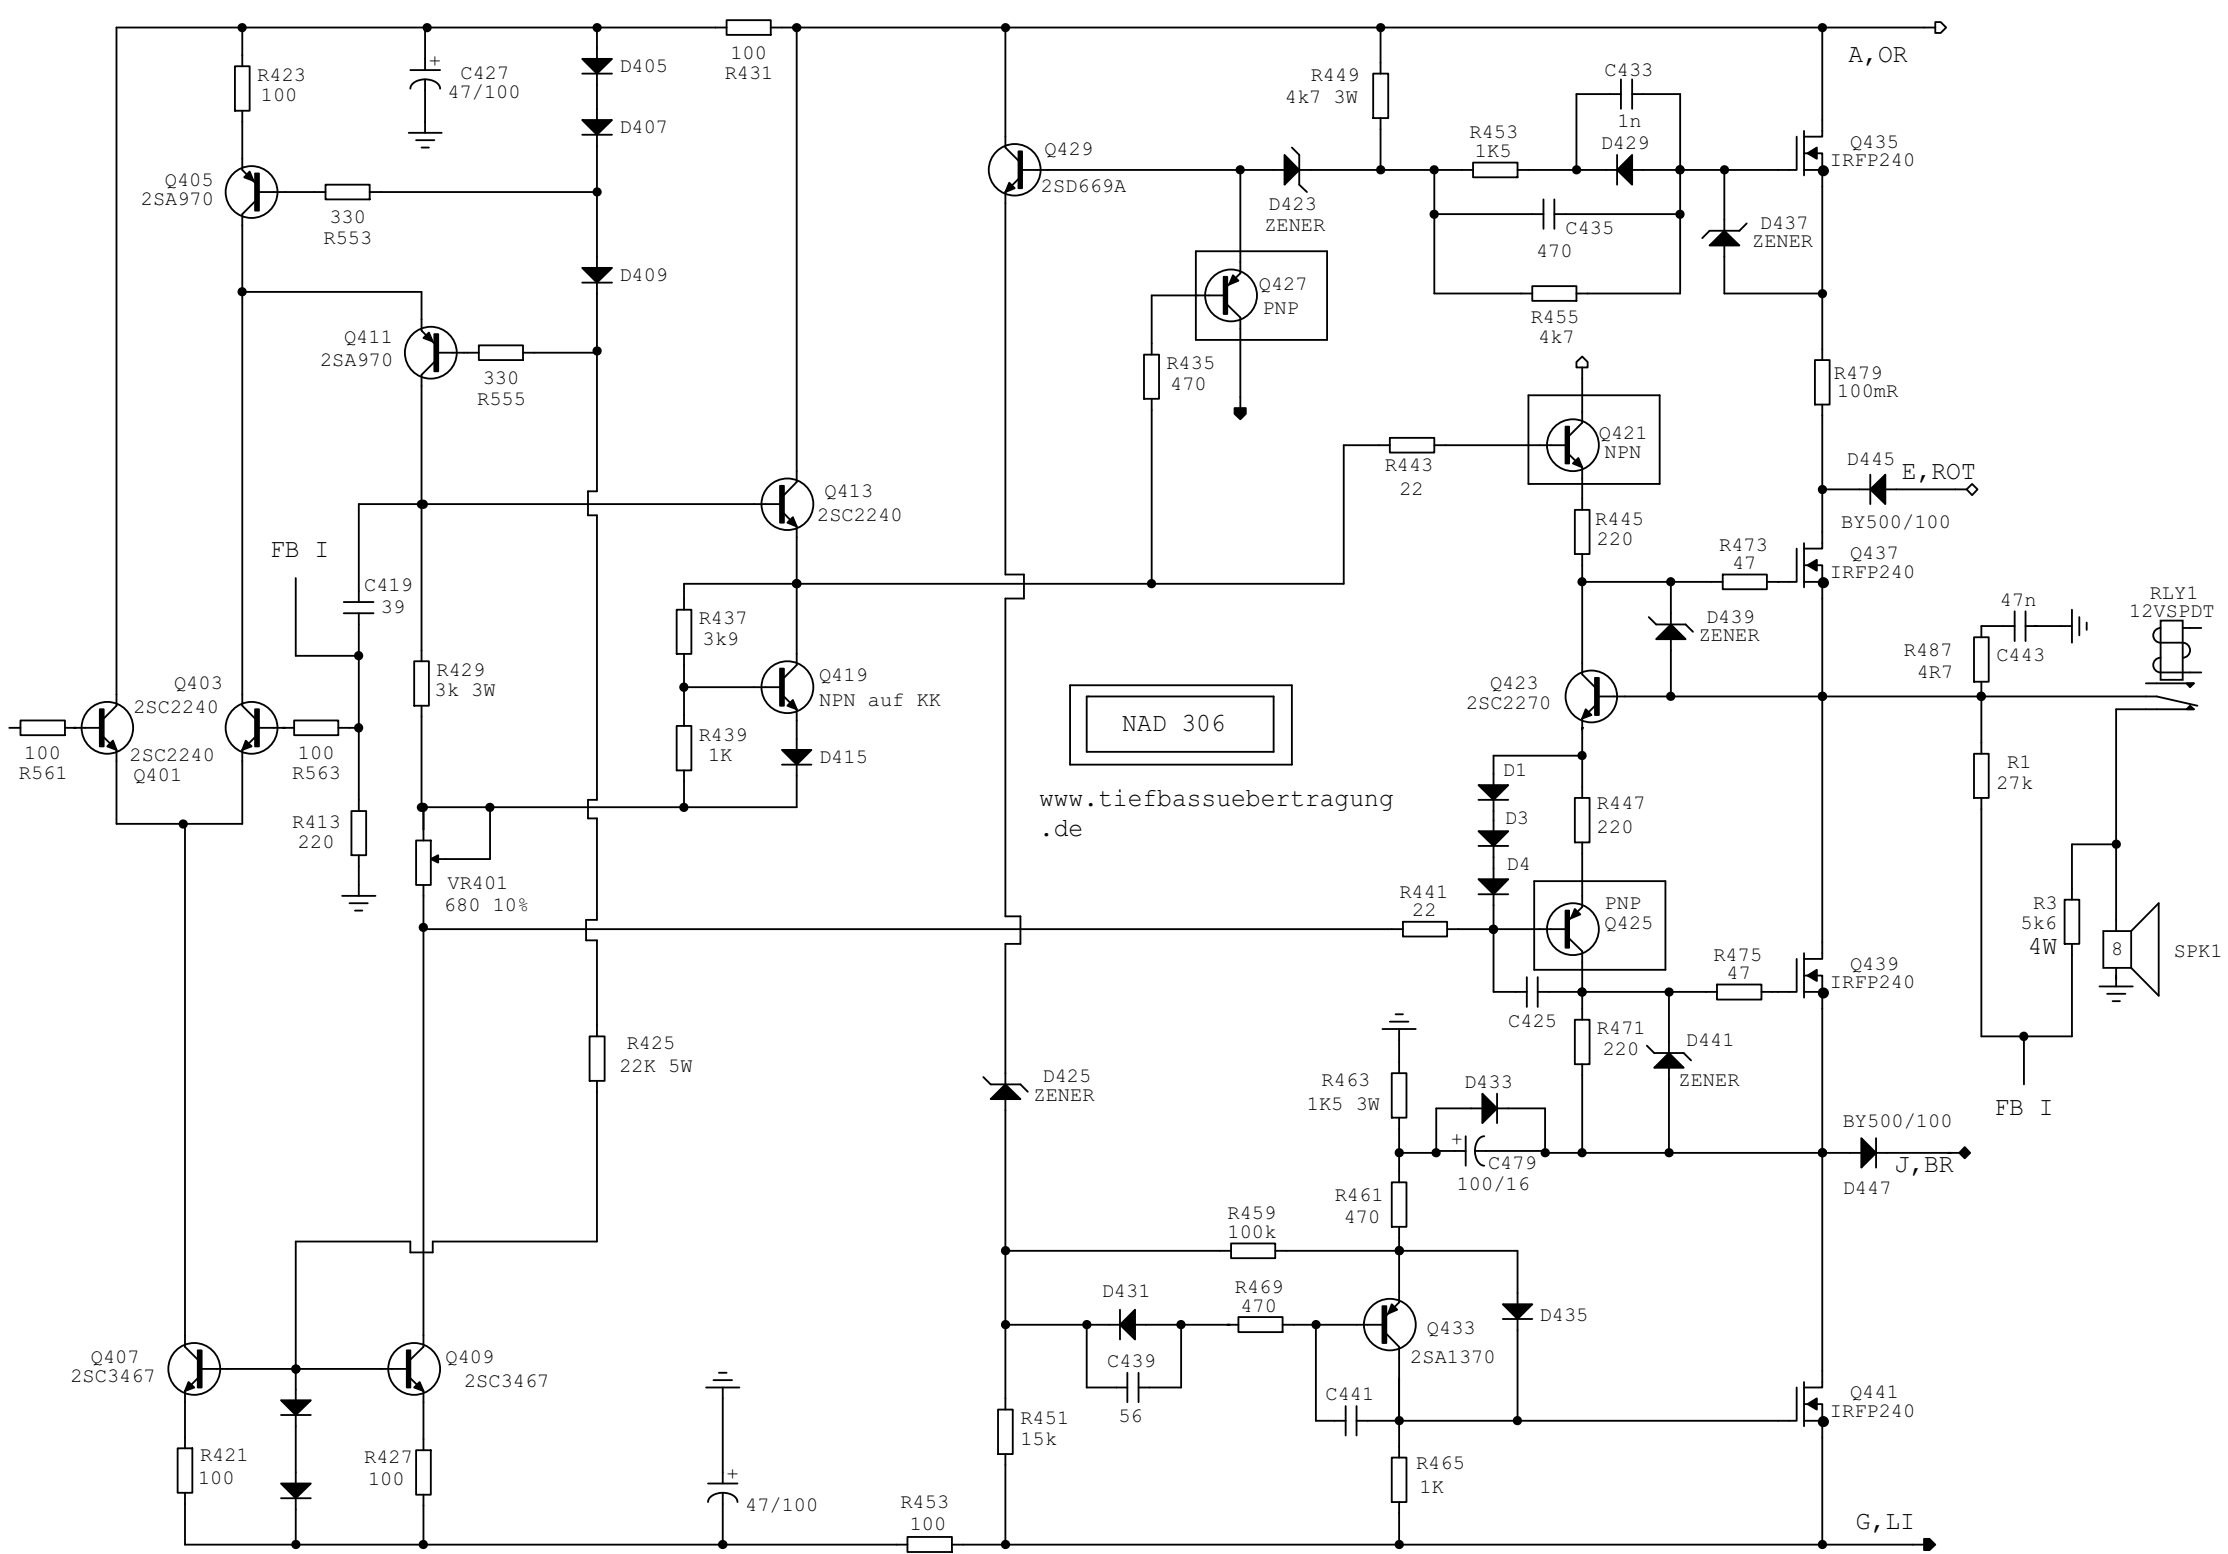 100
R431
A,OR
R423
100
+
C427
47/100
D405
D407
R449
4k7 3W
C433
1n
R453
1K5
D429
Q435
IRFP240
Q429
2SD669A
Q405
2SA970
330
R553
D423
ZENER
C435
470
D437
ZENER
D409
Q427
PNP
R455
4k7
Q411
2SA970
330
R555
R435
470
R479
100mR
Q421
NPN
R443
22
D445
E,ROT
BY500/100
Q413
2SC2240
R445
220
R473
47
Q437
IRFP240
FB I
C419
39
D439
ZENER
47n
C443
R487
4R7
RLY1
12VSPDT
R437
3k9
R429
3k 3W
Q419
NPN auf KK
Q423
2SC2270
Q403
2SC2240
100
R561
2SC2240
Q401
100
R563
R439
1K
D415
NAD 306
www.tiefbassuebertragung
.de
D1
D3
D4
R447
220
R1
27k
R413
220
VR401
680 10%
R441
22
PNP
Q425
R3
5k6
4W
8
SPK1
R475
47
Q439
IRFP240
C425
R425
22K 5W
R471
220
D441
ZENER
D425
ZENER
R463
1K5 3W
D433
FB I
+
C479
100/16
BY500/100
J,BR
D447
R461
470
R459
100k
D431
R469
470
Q433
2SA1370
D435
C439
56
C441
Q407
2SC3467
Q409
2SC3467
Q441
IRFP240
R451
15k
R421
100
R427
100
R465
1K
+
47/100
R453
100
G,LI